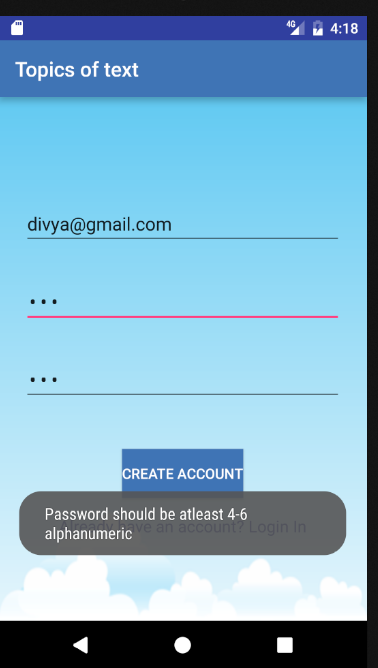 4G 4:18
Topics of text
divya@gmail.com
...
...
CREATE ACCOUNT
Password should be atleast 4-6
Already have an account? Login In
alphanumeric